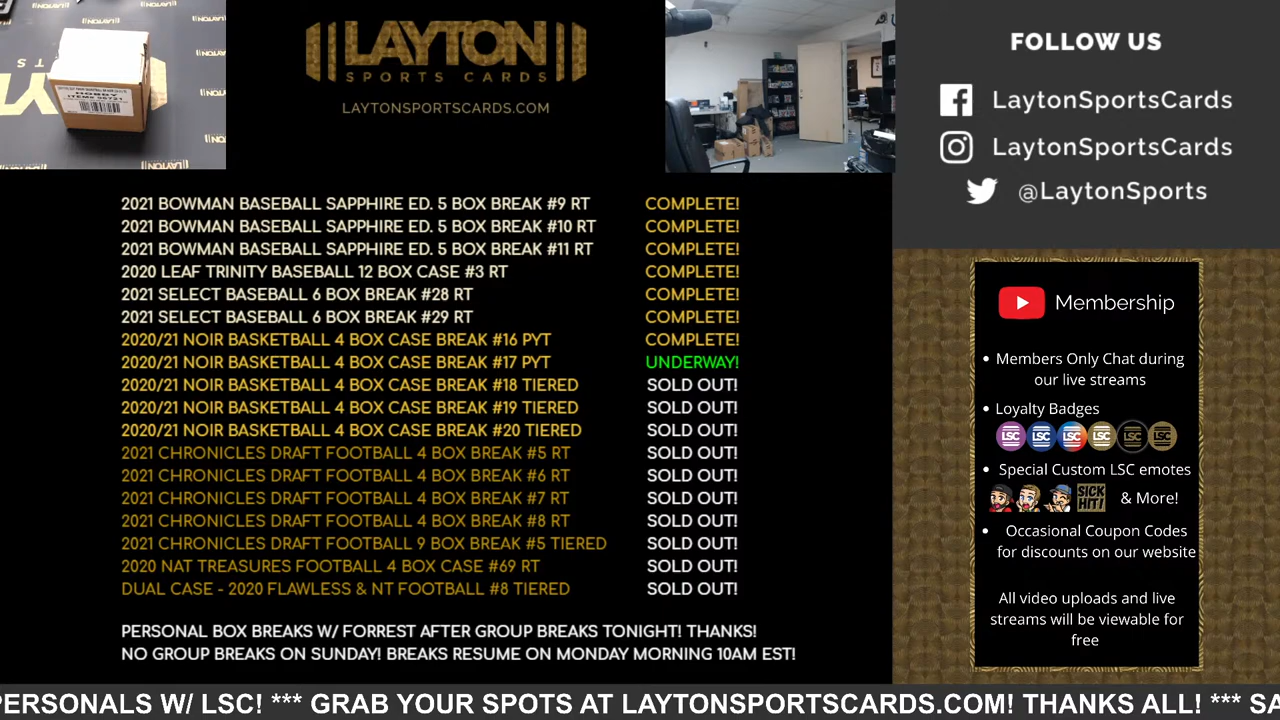 LAYTON
SPORTS CARDS
LAYTONSPORTSCARDS.COM
HOBBY
2021 BOWMAN BASEBALL SAPPHIRE ED. 5 BOX BREAK #9 RT COMPLETE!
2021 BOWMAN BASEBALL SAPPHIRE ED. 5 BOX BREAK #10 RT COMPLETE!
2021 BOWMAN BASEBALL SAPPHIRE ED. 5 BOX BREAK #11 RT COMPLETE!
2020 LEAF TRINITY BASEBALL 12 BOX CASE #3 RT COMPLETE!
2021 SELECT BASEBALL 6 BOX BREAK #28 RT COMPLETE!
2021 SELECT BASEBALL 6 BOX BREAK #29 RT COMPLETE!
2020/21 NOIR BASKETBALL 4 BOX CASE BREAK #16 PYT COMPLETE!
2020/21 NOIR BASKETBALL 4 BOX CASE BREAK #17 PYT UNDERWAY!
2020/21 NOIR BASKETBALL 4 BOX CASE BREAK #18 TIERED SOLD OUT!
2020/21 NOIR BASKETBALL 4 BOX CASE BREAK #19 TIERED SOLD OUT!
2020/21 NOIR BASKETBALL 4 BOX CASE BREAK #20 TIERED SOLD OUT!
2021 CHRONICLES DRAFT FOOTBALL 4 BOX BREAK #5 RT SOLD OUT!
2021 CHRONICLES DRAFT FOOTBALL 4 BOX BREAK #6 RT SOLD OUT!
2021 CHRONICLES DRAFT FOOTBALL 4 BOX BREAK #7 RT SOLD OUT!
2021 CHRONICLES DRAFT FOOTBALL 4 BOX BREAK #8 RT SOLD OUT!
2021 CHRONICLES DRAFT FOOTBALL 9 BOX BREAK #5 TIERED SOLD OUT!
2020 NAT TREASURES FOOTBALL 4 BOX CASE #69 RT SOLD OUT!
DUAL CASE - 2020 FLAWLESS & NT FOOTBALL #8 TIERED SOLD OUT!
PERSONAL BOX BREAKS W/ FORREST AFTER GROUP BREAKS TONIGHT! THANKS!
NO GROUP BREAKS ON SUNDAY! BREAKS RESUME ON MONDAY MORNING 10AM EST!
FOLLOW US
LaytonSportsCards
LaytonSportsCards
@LaytonSports
Membership
• Members Only Chat during
our live streams
• Loyalty Badges
LSC LSC LSC LSC LSC LSC
• Special Custom LSC emotes
SICK HIT! & More!
• Occasional Coupon Codes
for discounts on our website
All video uploads and live
streams will be viewable for
free
PERSONALS W/ LSC! *** GRAB YOUR SPOTS AT LAYTONSPORTSCARDS.COM! THANKS ALL! *** SA